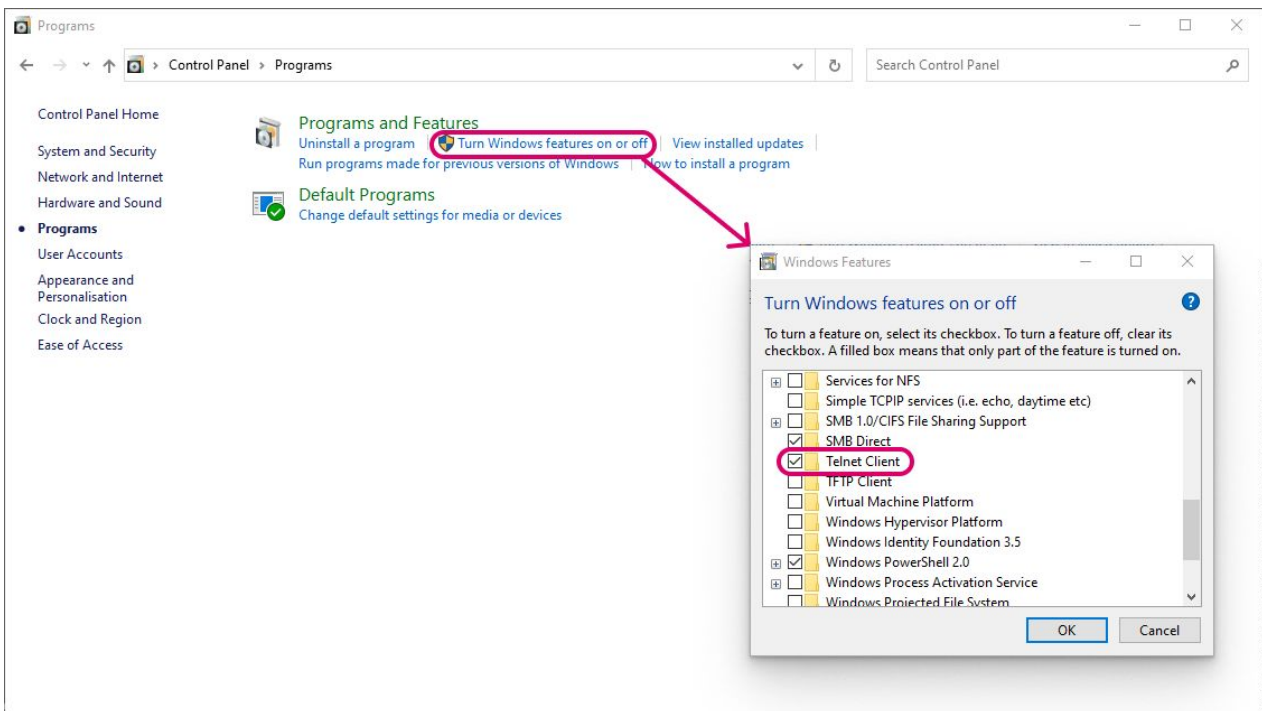 Programs
Control Panel > Programs
Search Control Panel
Control Panel Home
System and Security
Network and Internet
Hardware and Sound
Programs
User Accounts
Appearance and
Personalisation
Clock and Region
Ease of Access
Programs and Features
Uninstall a program
Turn Windows features on or off
View installed updates
Run programs made for previous versions of Windows
How to install a program
Default Programs
Change default settings for media or devices
Windows Features
Turn Windows features on or off
To turn a feature on, select its checkbox. To turn a feature off, clear its
checkbox. A filled box means that only part of the feature is turned on.
Services for NFS
Simple TCPIP services (i.e. echo, daytime etc)
SMB 1.0/CIFS File Sharing Support
SMB Direct
Telnet Client
TFTP Client
Virtual Machine Platform
Windows Hypervisor Platform
Windows Identity Foundation 3.5
Windows PowerShell 2.0
Windows Process Activation Service
Windows Projected File System
OK
Cancel